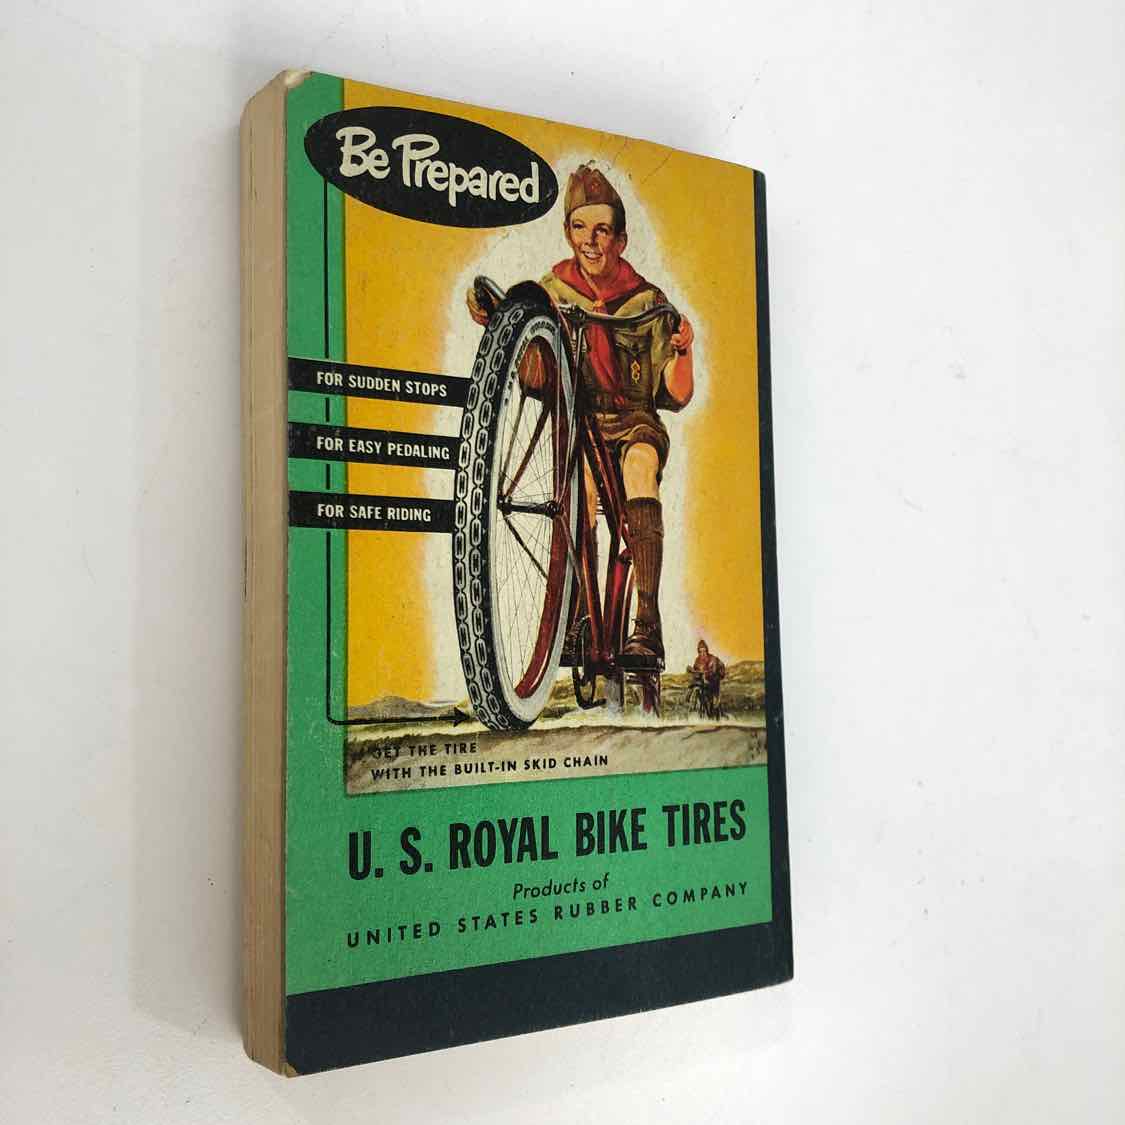 Be Prepared
FOR SUDDEN STOPS
FOR EASY PEDALING
FOR SAFE RIDING
GET THE TIRE
WITH THE BUILT-IN SKID CHAIN
U. S. ROYAL BIKE TIRES
Products of
UNITED STATES RUBBER COMPANY